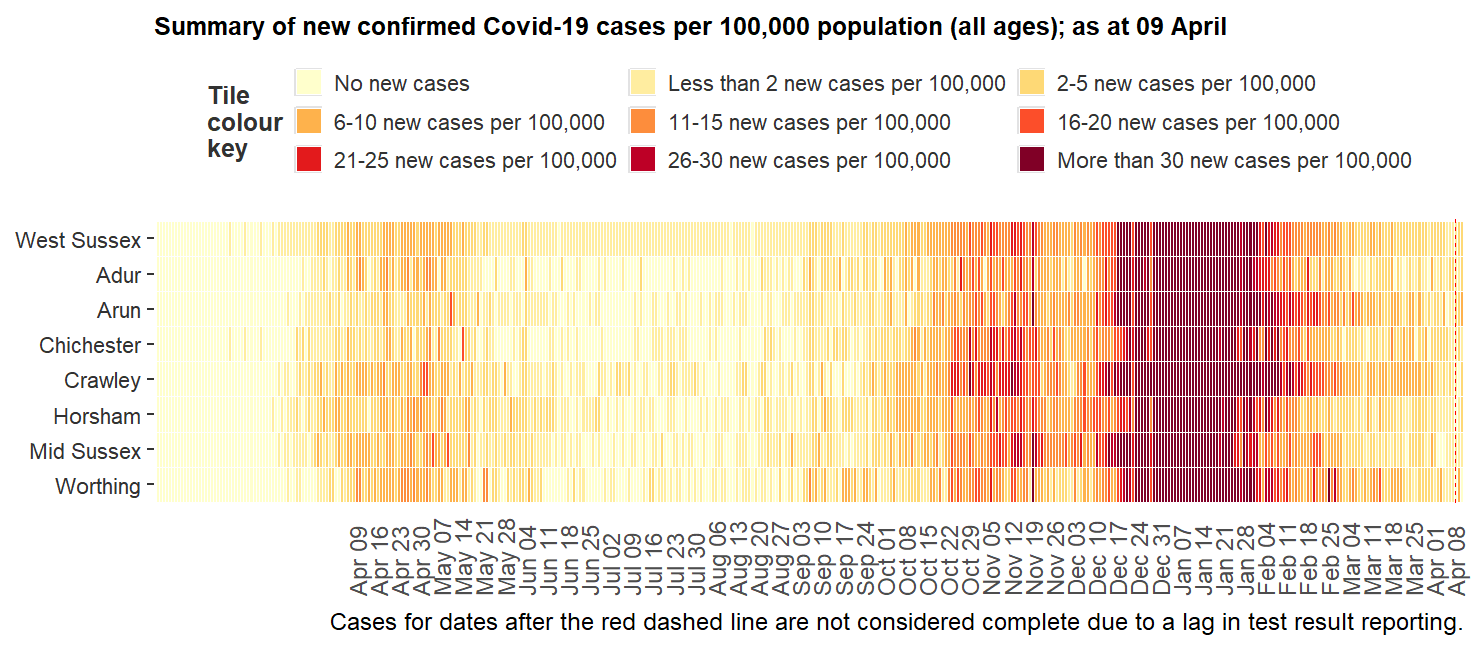 Summary of new confirmed Covid-19 cases per 100,000 population (all ages); as at 09 April
Tile
colour
key
No new cases
Less than 2 new cases per 100,000
2-5 new cases per 100,000
6-10 new cases per 100,000
11-15 new cases per 100,000
16-20 new cases per 100,000
21-25 new cases per 100,000
26-30 new cases per 100,000
More than 30 new cases per 100,000
West Sussex
Adur
Arun
Chichester
Crawley
Horsham
Mid Sussex
Worthing
Apr 09
Apr 16
Apr 23
Apr 30
May 07
May 14
May 21
May 28
Jun 04
Jun 11
Jun 18
Jun 25
Jul 02
Jul 09
Jul 16
Jul 23
Jul 30
Aug 06
Aug 13
Aug 20
Aug 27
Sep 03
Sep 10
Sep 17
Sep 24
Oct 01
Oct 08
Oct 15
Oct 22
Oct 29
Nov 05
Nov 12
Nov 19
Nov 26
Dec 03
Dec 10
Dec 17
Dec 24
Dec 31
Jan 07
Jan 14
Jan 21
Jan 28
Feb 04
Feb 11
Feb 18
Feb 25
Mar 04
Mar 11
Mar 18
Mar 25
Apr 01
Apr 08
Cases for dates after the red dashed line are not considered complete due to a lag in test result reporting.